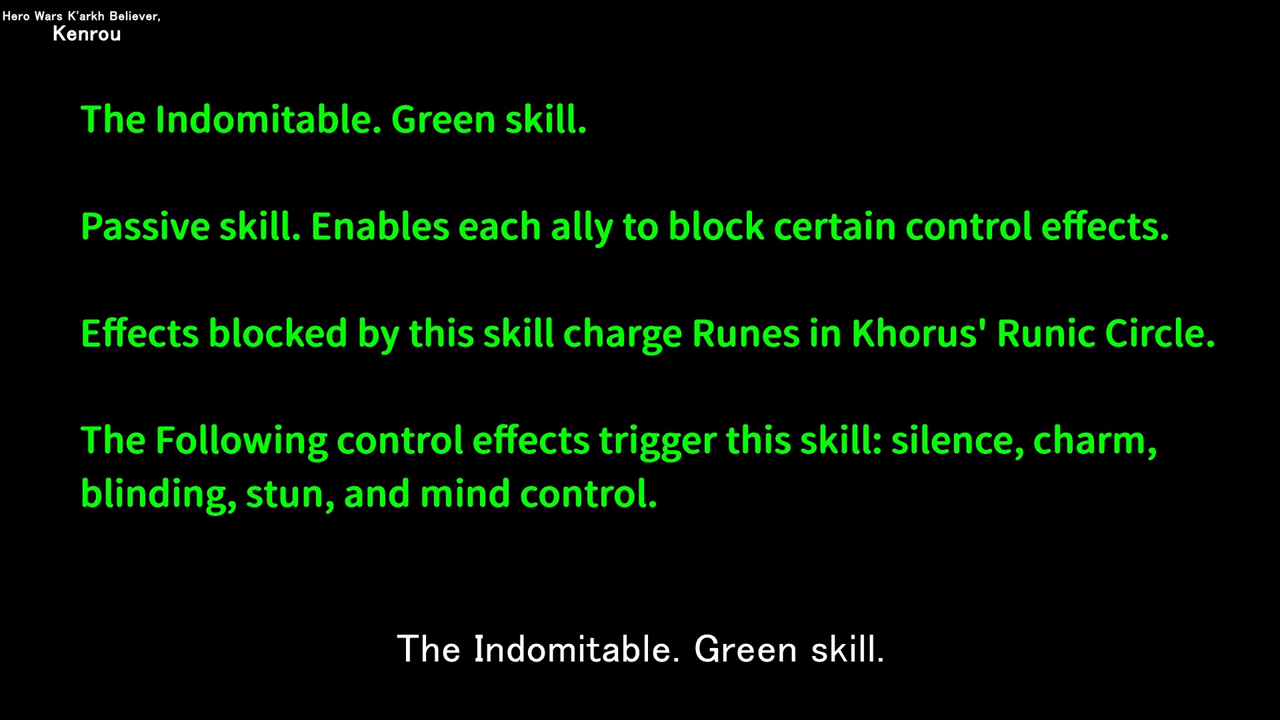 Hero Wars K'arkh Believer,
Kenrou
The Indomitable. Green skill.
Passive skill. Enables each ally to block certain control effects.
Effects blocked by this skill charge Runes in Khorus' Runic Circle.
The Following control effects trigger this skill: silence, charm,
blinding, stun, and mind control.
The Indomitable. Green skill.